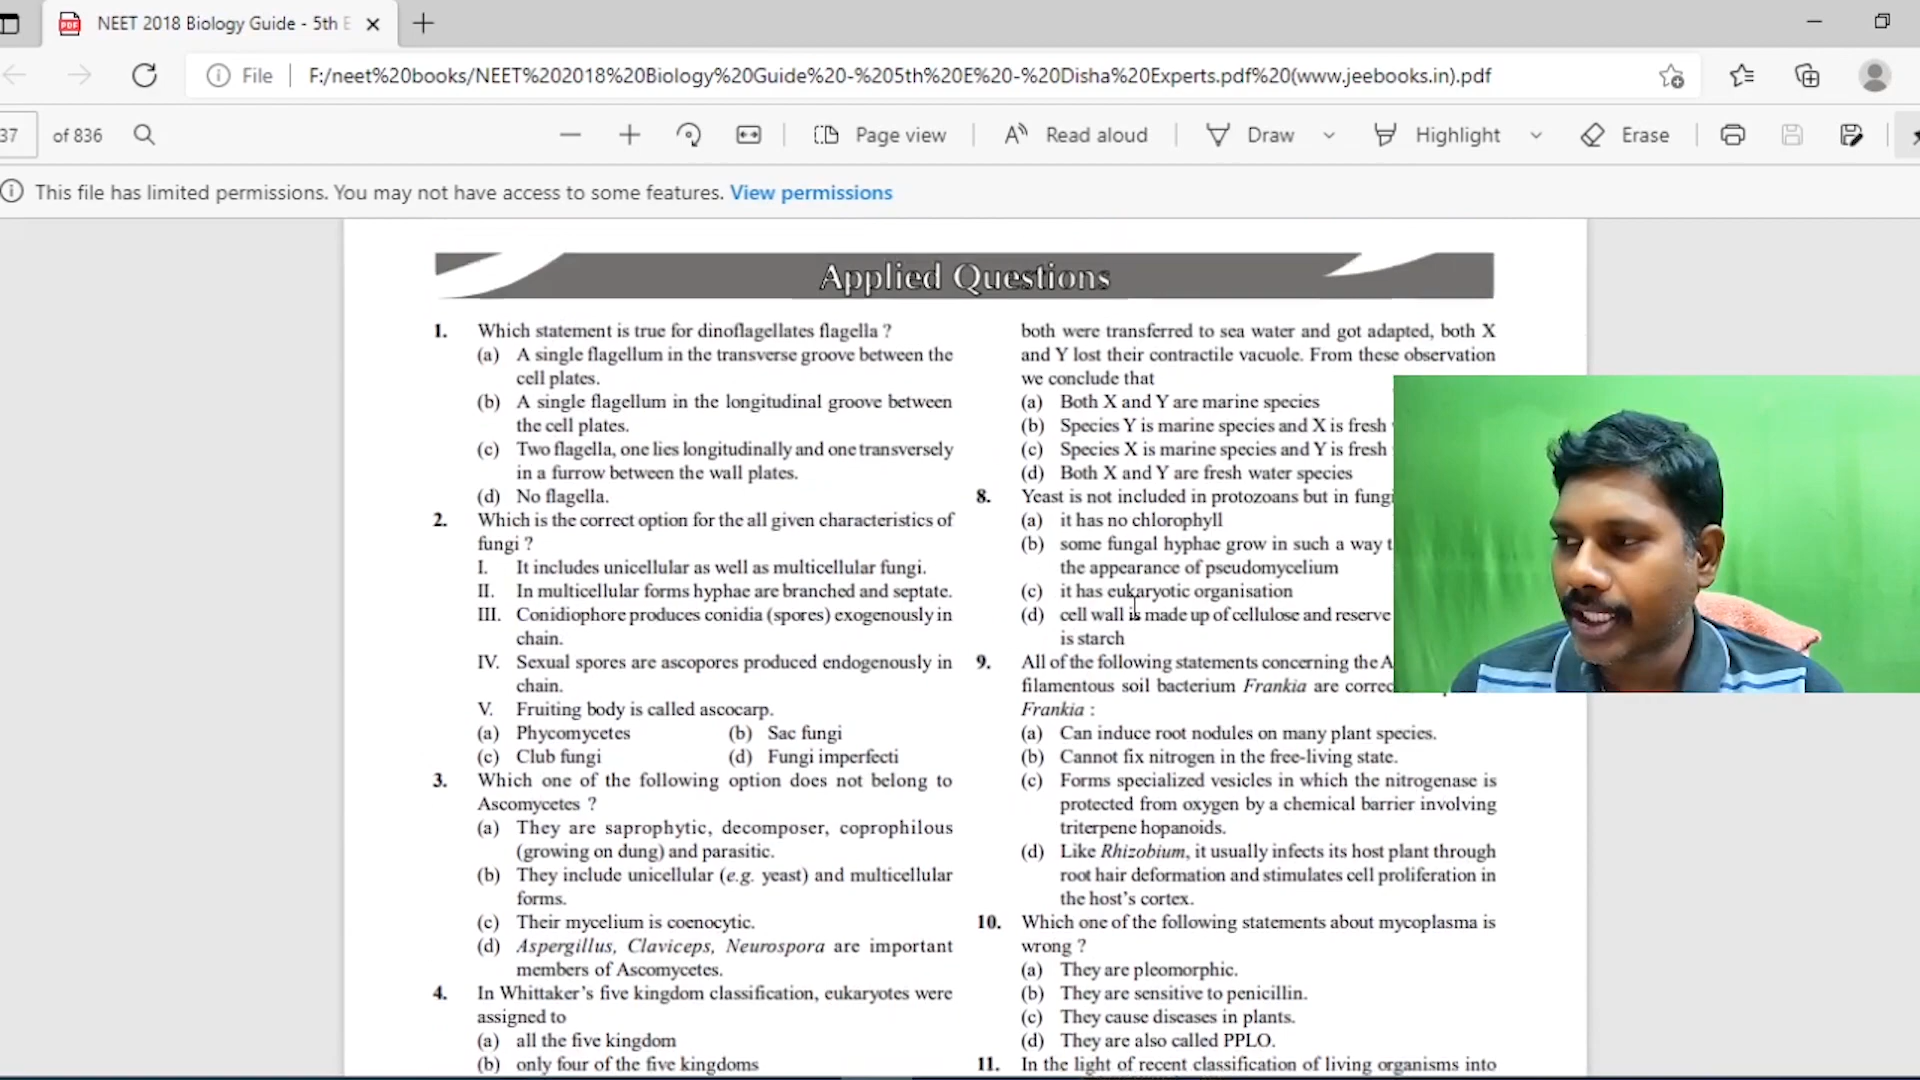 NEET 2018 Biology Guide - 5th E
File
F:/neet%20books/NEET%202018%20Biology%20Guide%20-%205th%20E%20-%20Disha%20Experts.pdf%20(www.jeebooks.in).pdf
37 of 836
Page view
Read aloud
Draw
Highlight
Erase
This file has limited permissions. You may not have access to some features. View permissions
Applied Questions
1. Which statement is true for dinoflagellates flagella ?
(a) A single flagellum in the transverse groove between the
cell plates.
(b) A single flagellum in the longitudinal groove between
the cell plates.
(c) Two flagella, one lies longitudinally and one transversely
in a furrow between the wall plates.
(d) No flagella.
2. Which is the correct option for the all given characteristics of
fungi ?
I. It includes unicellular as well as multicellular fungi.
II. In multicellular forms hyphae are branched and septate.
III. Conidiophore produces conidia (spores) exogenously in
chain.
IV. Sexual spores are ascopores produced endogenously in
chain.
V. Fruiting body is called ascocarp.
(a) Phycomycetes (b) Sac fungi
(c) Club fungi (d) Fungi imperfecti
3. Which one of the following option does not belong to
Ascomycetes ?
(a) They are saprophytic, decomposer, coprophilous
(growing on dung) and parasitic.
(b) They include unicellular (e.g. yeast) and multicellular
forms.
(c) Their mycelium is coenocytic.
(d) Aspergillus, Claviceps, Neurospora are important
members of Ascomycetes.
4. In Whittaker's five kingdom classification, eukaryotes were
assigned to
(a) all the five kingdom
(b) only four of the five kingdoms
both were transferred to sea water and got adapted, both X
and Y lost their contractile vacuole. From these observation
we conclude that
(a) Both X and Y are marine species
(b) Species Y is marine species and X is fresh
(c) Species X is marine species and Y is fresh
(d) Both X and Y are fresh water species
8. Yeast is not included in protozoans but in fungi
(a) it has no chlorophyll
(b) some fungal hyphae grow in such a way
the appearance of pseudomycelium
(c) it has eukaryotic organisation
(d) cell wall is made up of cellulose and reserve
is starch
9. All of the following statements concerning the
filamentous soil bacterium Frankia are
Frankia :
(a) Can induce root nodules on many plant species.
(b) Cannot fix nitrogen in the free-living state.
(c) Forms specialized vesicles in which the nitrogenase is
protected from oxygen by a chemical barrier involving
triterpene hopanoids.
(d) Like Rhizobium, it usually infects its host plant through
root hair deformation and stimulates cell proliferation in
the host's cortex.
10. Which one of the following statements about mycoplasma is
wrong ?
(a) They are pleomorphic.
(b) They are sensitive to penicillin.
(c) They cause diseases in plants.
(d) They are also called PPLO.
11. In the light of recent classification of living organisms into